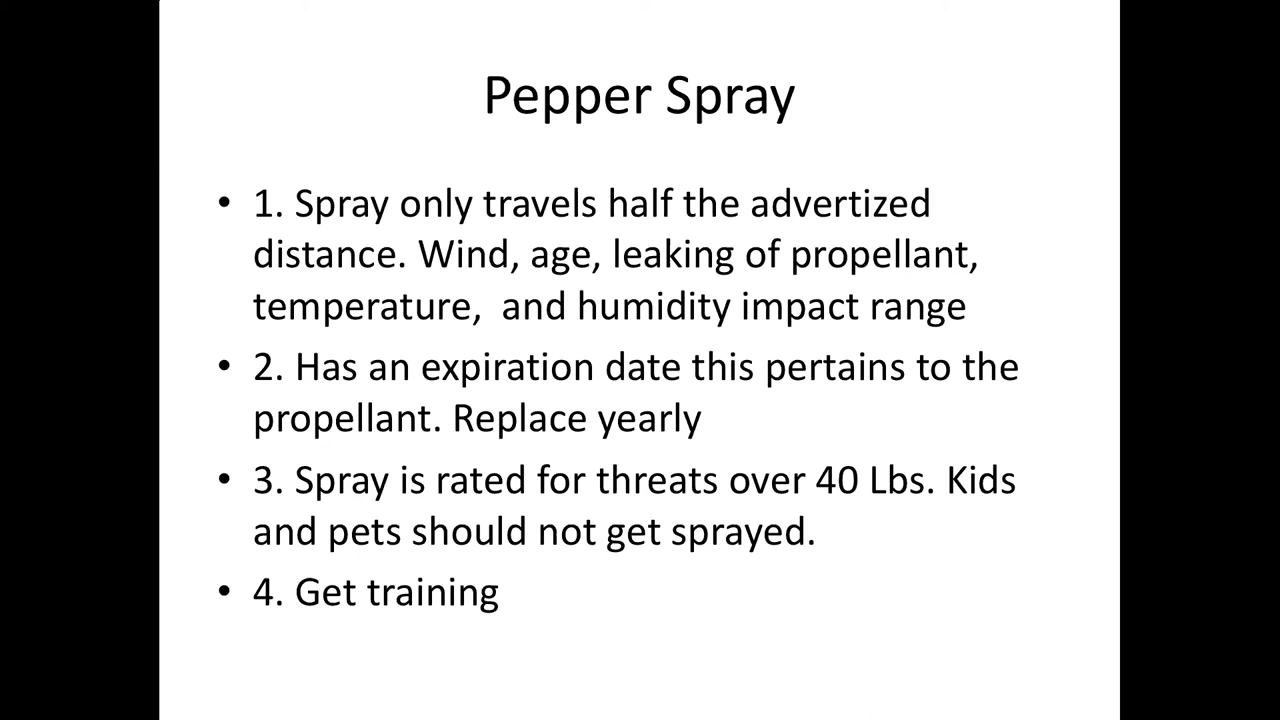 Pepper Spray
• 1. Spray only travels half the advertized
distance. Wind, age, leaking of propellant,
temperature,  and humidity impact range
• 2. Has an expiration date this pertains to the
propellant. Replace yearly
• 3. Spray is rated for threats over 40 Lbs. Kids
and pets should not get sprayed.
• 4. Get training